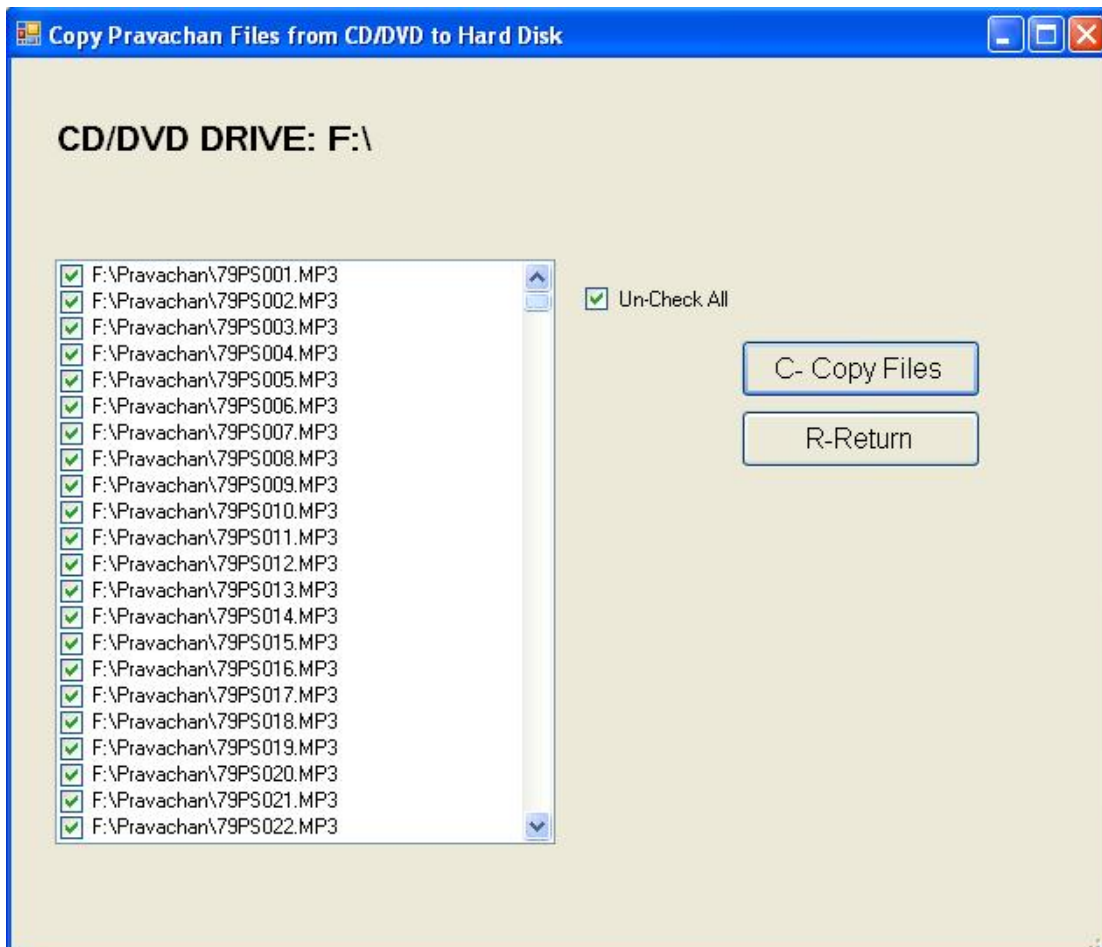 Copy Pravachan Files from CD/DVD to Hard Disk
CD/DVD DRIVE: F:\
F:\Pravachan\79PS001.MP3
F:\Pravachan\79PS002.MP3
F:\Pravachan\79PS003.MP3
F:\Pravachan\79PS004.MP3
F:\Pravachan\79PS005.MP3
F:\Pravachan\79PS006.MP3
F:\Pravachan\79PS007.MP3
F:\Pravachan\79PS008.MP3
F:\Pravachan\79PS009.MP3
F:\Pravachan\79PS010.MP3
F:\Pravachan\79PS011.MP3
F:\Pravachan\79PS012.MP3
F:\Pravachan\79PS013.MP3
F:\Pravachan\79PS014.MP3
F:\Pravachan\79PS015.MP3
F:\Pravachan\79PS016.MP3
F:\Pravachan\79PS017.MP3
F:\Pravachan\79PS018.MP3
F:\Pravachan\79PS019.MP3
F:\Pravachan\79PS020.MP3
F:\Pravachan\79PS021.MP3
F:\Pravachan\79PS022.MP3
Un-Check All
C- Copy Files
R-Return